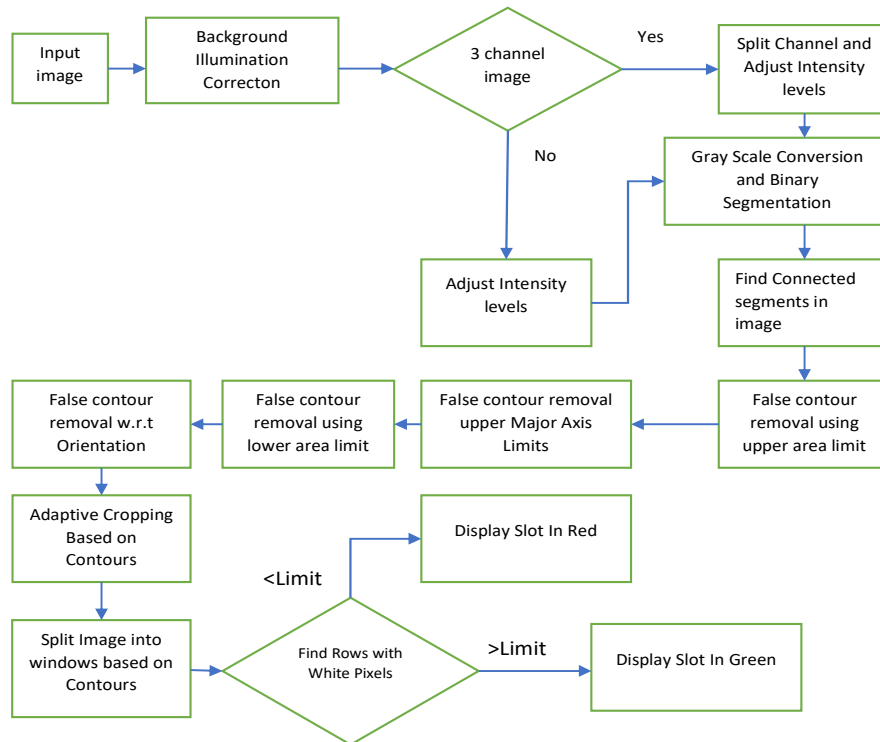 Input
image
Background
Illumination
Correcton
3 channel
image
Yes
Split Channel and
Adjust Intensity
levels
No
Gray Scale Conversion
and Binary
Segmentation
Adjust Intensity
levels
Find Connected
segments in
image
False contour
removal w.r.t
Orientation
False contour
removal using
lower area limit
False contour removal
upper Major Axis
Limits
False contour
removal using
upper area limit
Adaptive Cropping
Based on
Contours
Display Slot In Red
<Limit
Split Image into
windows based on
Contours
Find Rows with
White Pixels
>Limit
Display Slot In Green